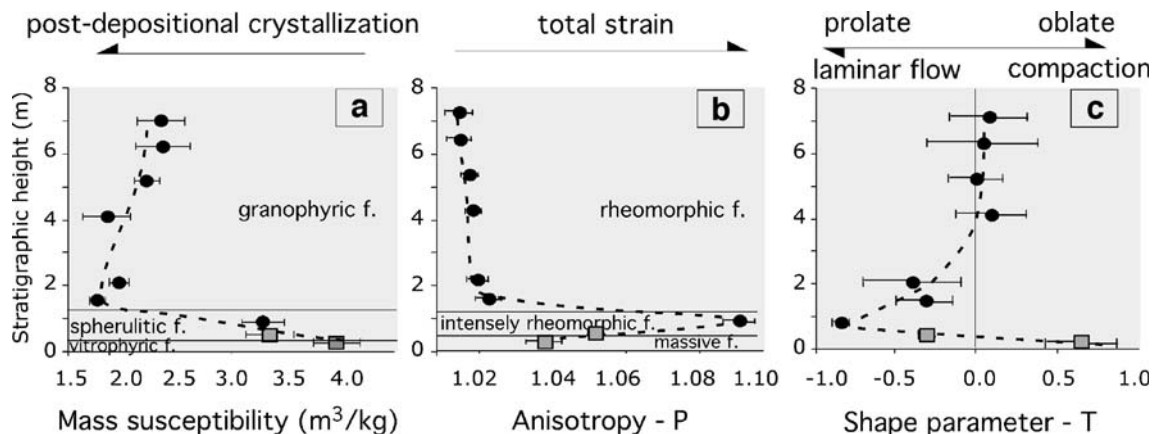 post-depositional crystallization
total strain
prolate oblate
laminar flow compaction
Stratigraphic height (m)
8
6
4
2
0
a
granophyric f.
spherulitic f.
vitrophyric f.
1.5 2.0 2.5 3.0 3.5 4.0
Mass susceptibility (m³/kg)
8
6
4
2
0
b
rheomorphic f.
intensely rheomorphic f.
massive f.
1.02 1.04 1.06 1.08 1.10
Anisotropy - P
8
6
4
2
0
c
-1.0 -0.5 0.0 0.5 1.0
Shape parameter - T